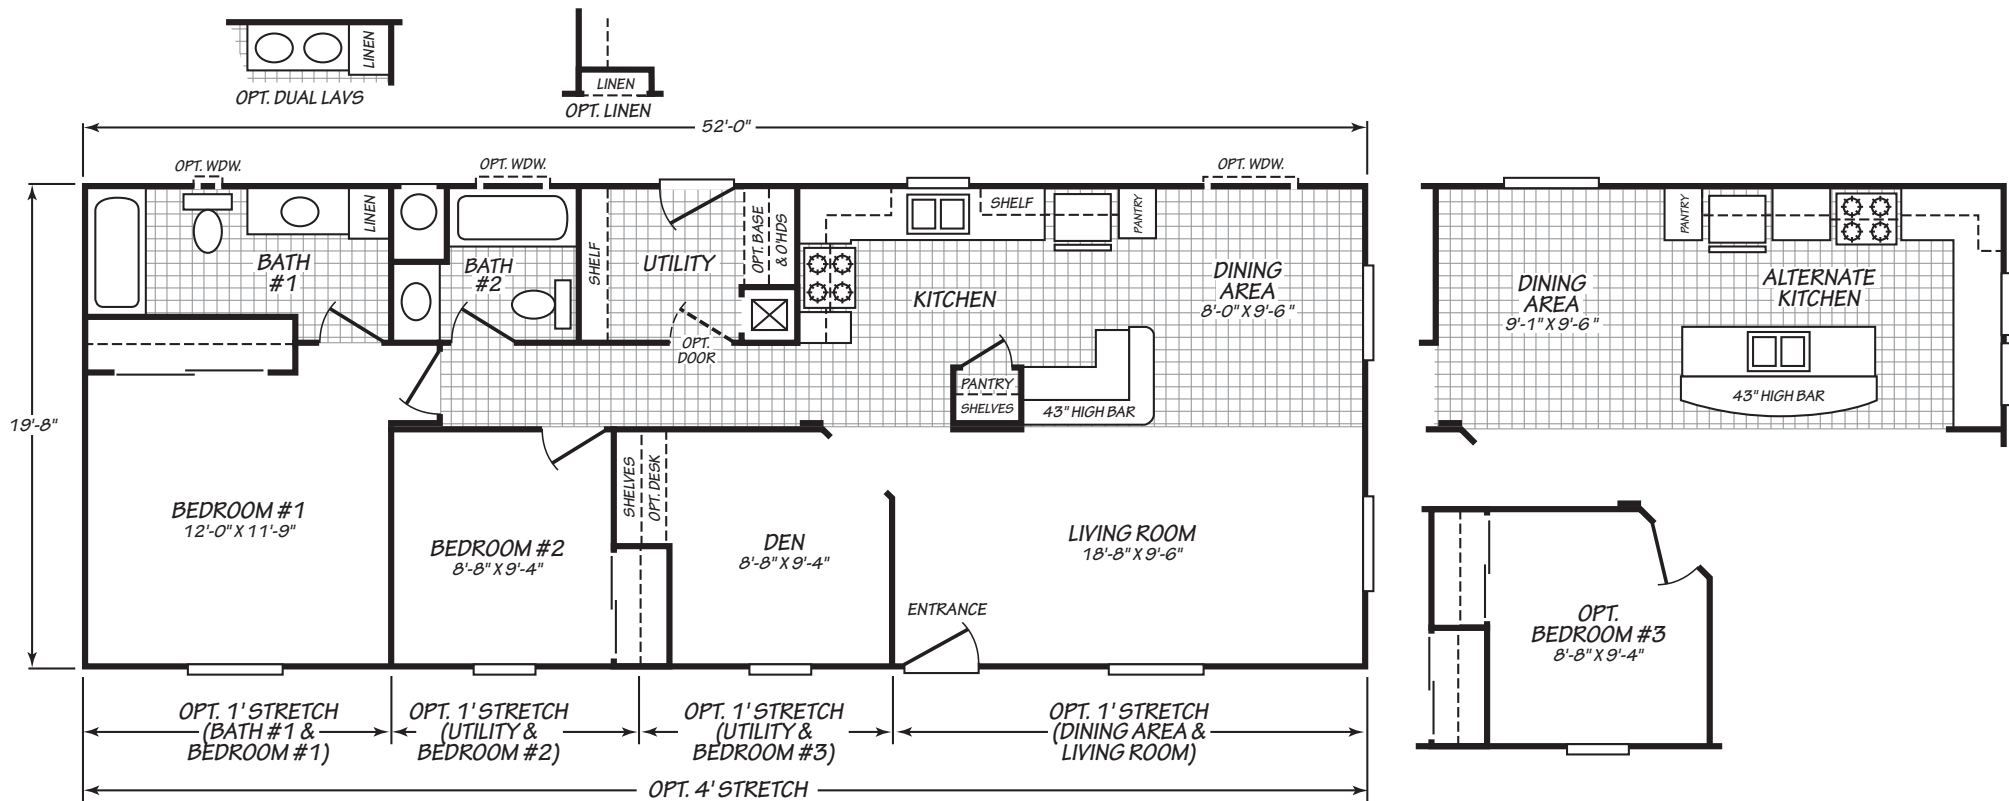 LINEN
OPT. DUAL LAVS
LINEN
OPT. LINEN
52'-0"
OPT. WDW.
OPT. WDW.
OPT. WDW.
19'-8"
LINEN
BATH
#1
BATH
#2
SHELF
UTILITY
OPT. BASE
& O'HDS
OPT.
DOOR
SHELF
PANTRY
KITCHEN
DINING
AREA
8'-0" X 9'-6"
PANTRY
SHELVES
43" HIGH BAR
BEDROOM #1
12'-0" X 11'-9"
BEDROOM #2
8'-8" X 9'-4"
SHELVES
OPT. DESK
DEN
8'-8" X 9'-4"
LIVING ROOM
18'-8" X 9'-6"
ENTRANCE
OPT. 1' STRETCH
(BATH #1 &
BEDROOM #1)
OPT. 1' STRETCH
(UTILITY &
BEDROOM #2)
OPT. 1' STRETCH
(UTILITY &
BEDROOM #3)
OPT. 1' STRETCH
(DINING AREA &
LIVING ROOM)
OPT. 4' STRETCH
PANTRY
DINING
AREA
9'-1" X 9'-6"
ALTERNATE
KITCHEN
43" HIGH BAR
OPT.
BEDROOM #3
8'-8" X 9'-4"